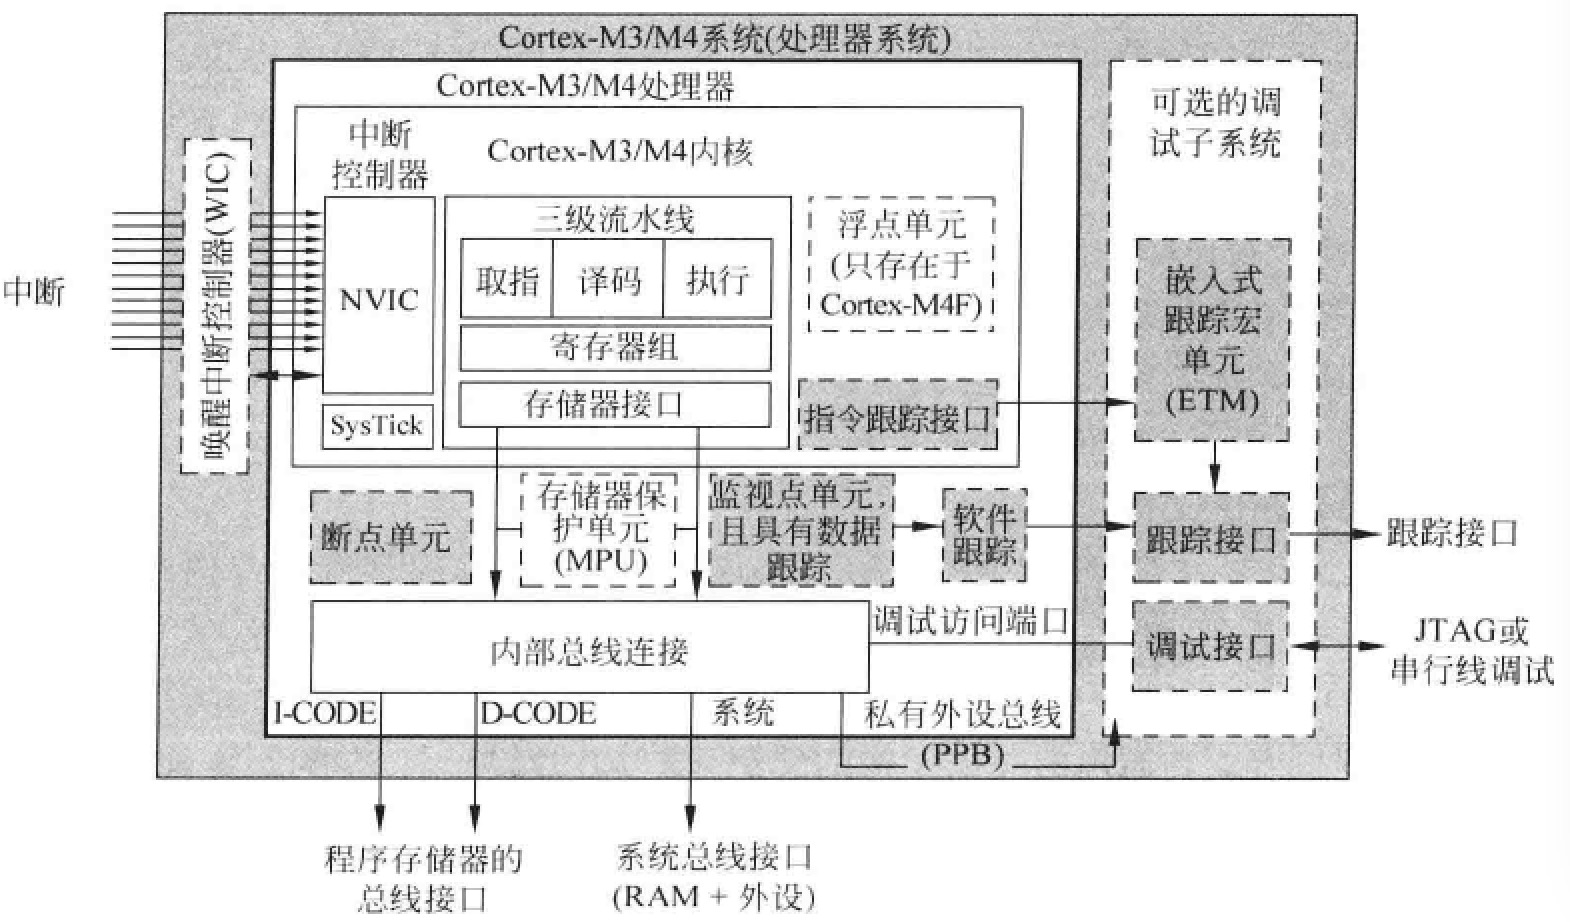 Cortex-M3/M4系统(处理器系统)
Cortex-M3/M4处理器
中断
控制器
Cortex-M3/M4内核
可选的调
试子系统
中断
唤醒中断控制器(WIC)
NVIC
SysTick
三级流水线
取指
译码
执行
寄存器组
存储器接口
浮点单元
(只存在于
Cortex-M4F)
指令跟踪接口
嵌入式
跟踪宏
单元
(ETM)
断点单元
存储器保
护单元
(MPU)
监视点单元，
且具有数据
跟踪
软件
跟踪
跟踪接口
跟踪接口
内部总线连接
调试访问端口
调试接口
JTAG或
串行线调试
I-CODE
D-CODE
系统
私有外设总线
(PPB)
程序存储器的
总线接口
系统总线接口
(RAM + 外设)